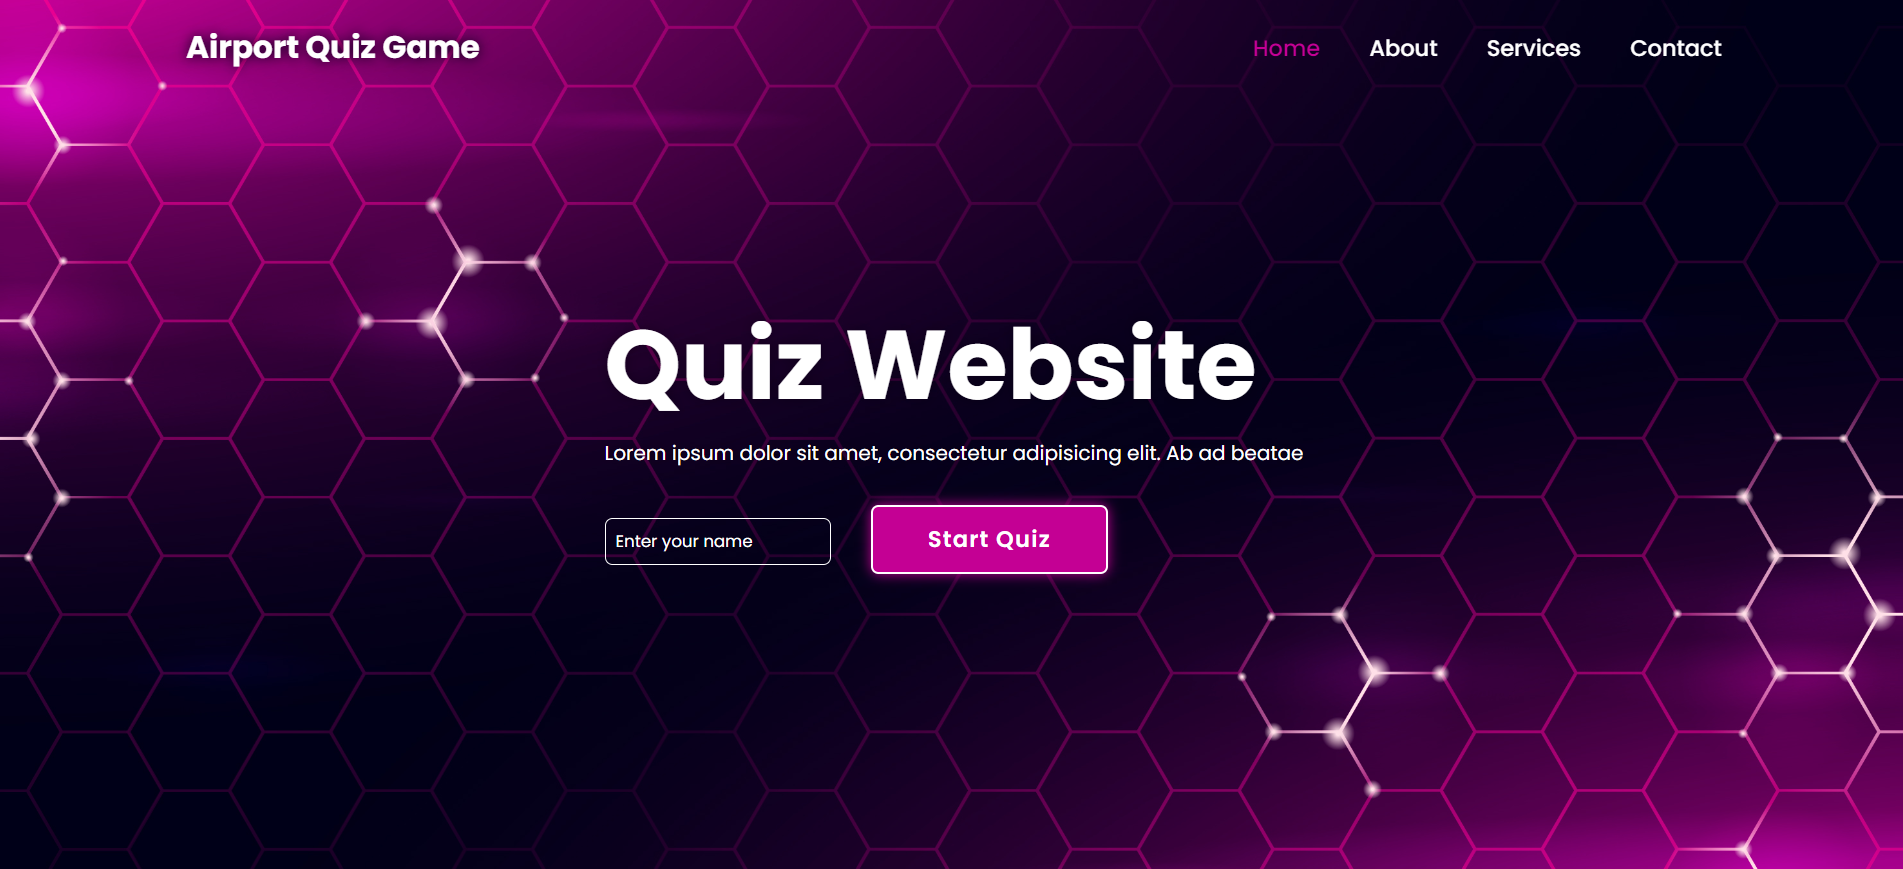 Airport Quiz Game
Home About Services Contact
Quiz Website
Lorem ipsum dolor sit amet, consectetur adipisicing elit. Ab ad beatae
Enter your name
Start Quiz